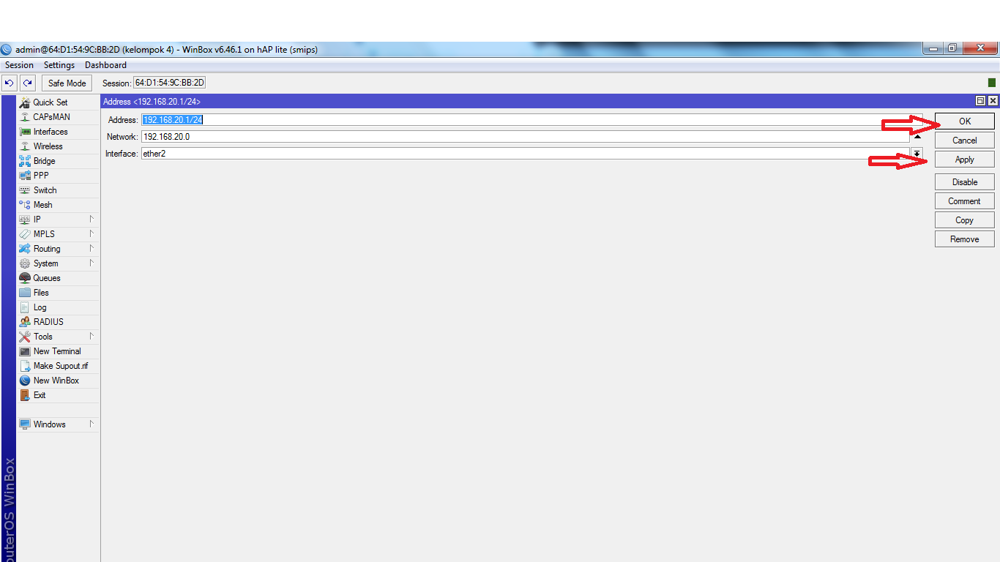 admin@64:D1:54:9C:BB:2D (kelompok 4) - WinBox v6.46.1 on hAP lite (smips)
Session Settings Dashboard
Safe Mode Session: 64:D1:54:9C:BB:2D
Address <192.168.20.1/24>
Address: 192.168.20.1/24
Network: 192.168.20.0
Interface: ether2
OK
Cancel
Apply
Disable
Comment
Copy
Remove
Quick Set
CAPsMAN
Interfaces
Wireless
Bridge
PPP
Switch
Mesh
IP
MPLS
Routing
System
Queues
Files
Log
RADIUS
Tools
New Terminal
Make Supout.rif
New WinBox
Exit
Windows
outerOS WinBox